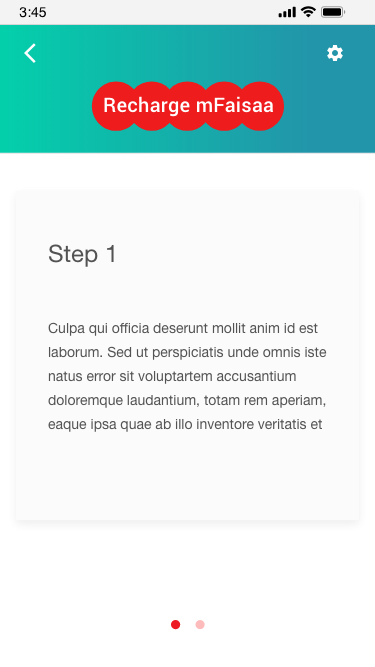 3:45
Recharge mFaisaa
Step 1
Culpa qui officia deserunt mollit anim id est
laborum. Sed ut perspiciatis unde omnis iste
natus error sit voluptartem accusantium
doloremque laudantium, totam rem aperiam,
eaque ipsa quae ab illo inventore veritatis et